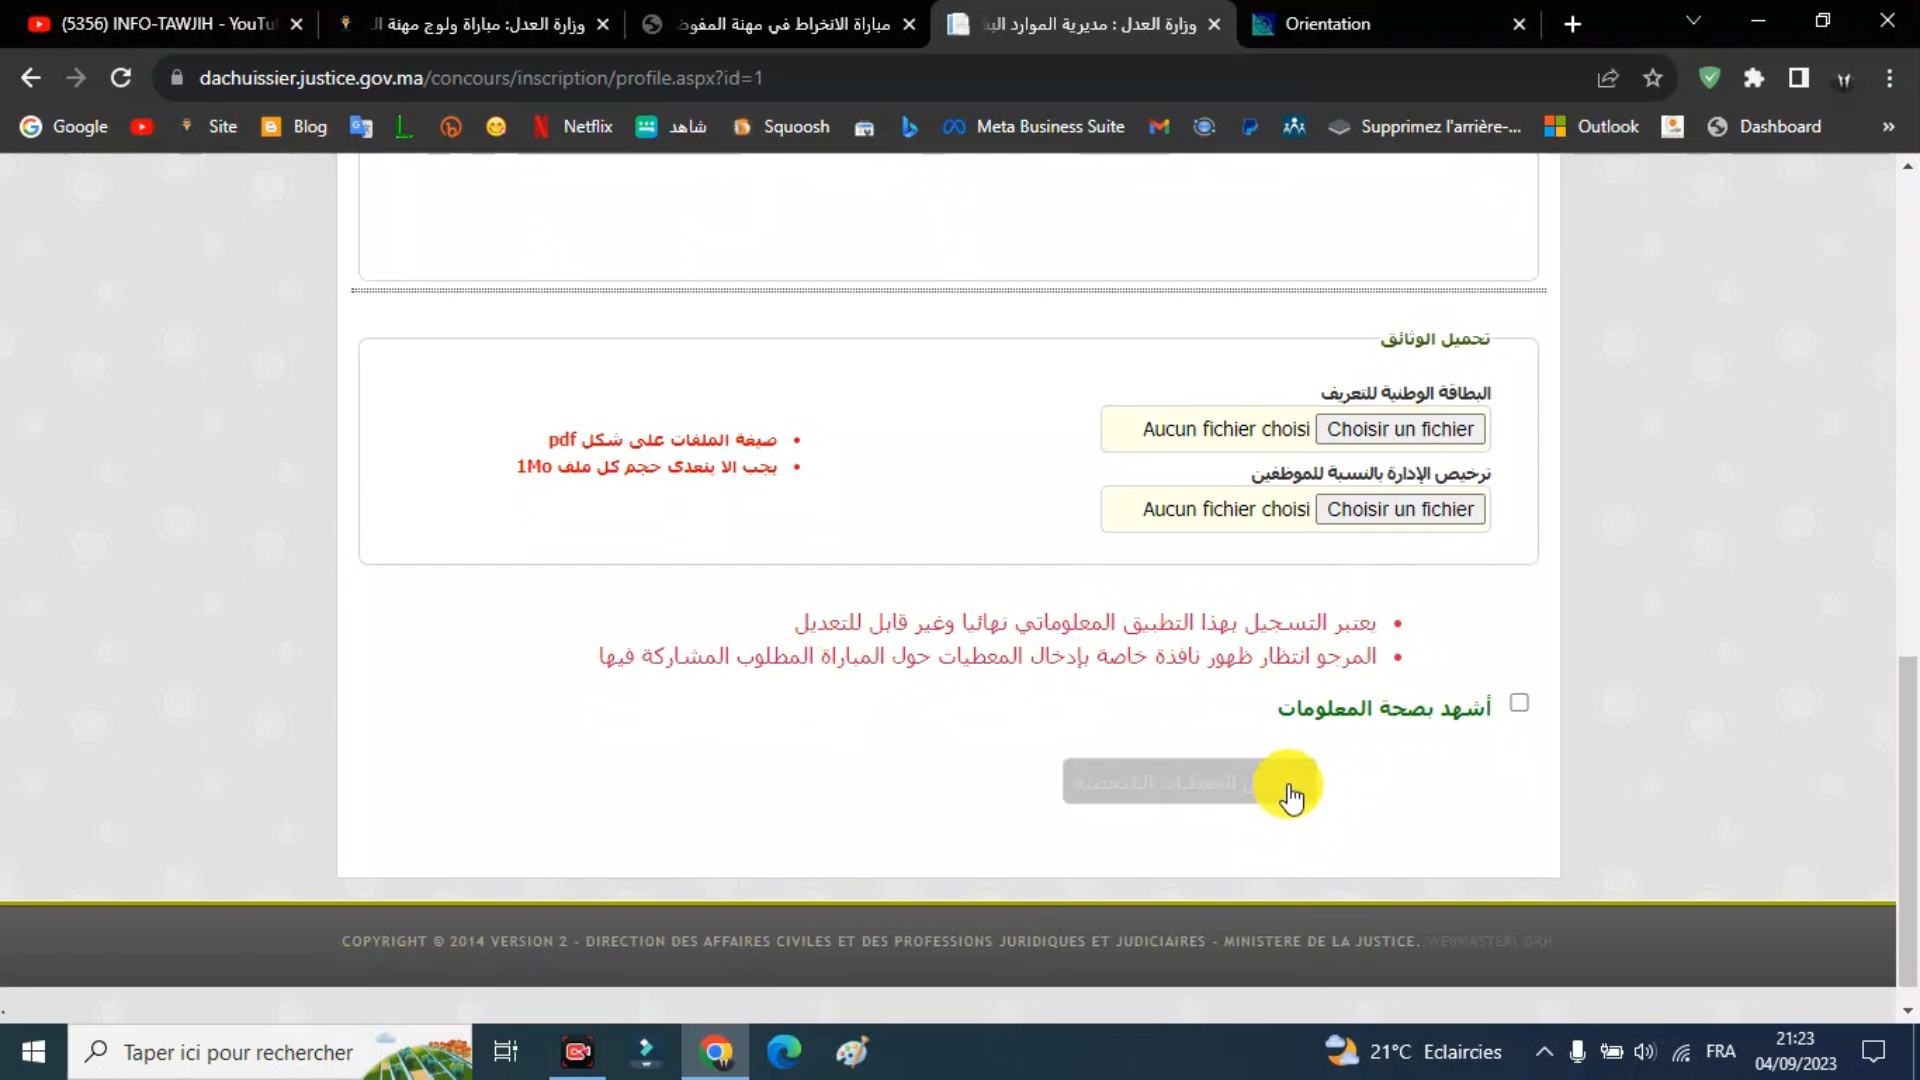 (5356) INFO-TAWJIH - YouTu
وزارة العدل: مباراة ولوج مهنة ال
مباراة الانخراط في مهنة المفوض
وزارة العدل : مديرية الموارد البش
Orientation
dachuissier.justice.gov.ma/concours/inscription/profile.aspx?id=1
Google
Site
Blog
Netflix
شاهد
Squoosh
Meta Business Suite
Supprimez l'arrière-...
Outlook
Dashboard
»
تحميل الوثائق
البطاقة الوطنية للتعريف
Choisir un fichier Aucun fichier choisi
ترخيص الإدارة بالنسبة للموظفين
Choisir un fichier Aucun fichier choisi
• صيغة الملفات على شكل pdf
• يجب الا يتعدى حجم كل ملف 1Mo
• يعتبر التسجيل بهذا التطبيق المعلوماتي نهائيا وغير قابل للتعديل
• المرجو انتظار ظهور نافذة خاصة بإدخال المعطيات حول المباراة المطلوب المشاركة فيها
أشهد بصحة المعلومات
المعطيات الشخصية
COPYRIGHT © 2014 VERSION 2 - DIRECTION DES AFFAIRES CIVILES ET DES PROFESSIONS JURIDIQUES ET JUDICIAIRES - MINISTERE DE LA JUSTICE. WEBMASTER: DRH
Taper ici pour rechercher
21°C Eclaircies
FRA
21:23
04/09/2023